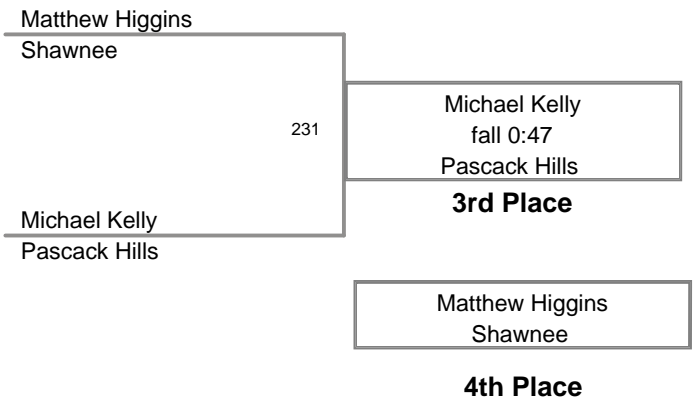 Matthew Higgins
Shawnee
231
Michael Kelly
fall 0:47
Pascack Hills
3rd Place
Michael Kelly
Pascack Hills
Matthew Higgins
Shawnee
4th Place